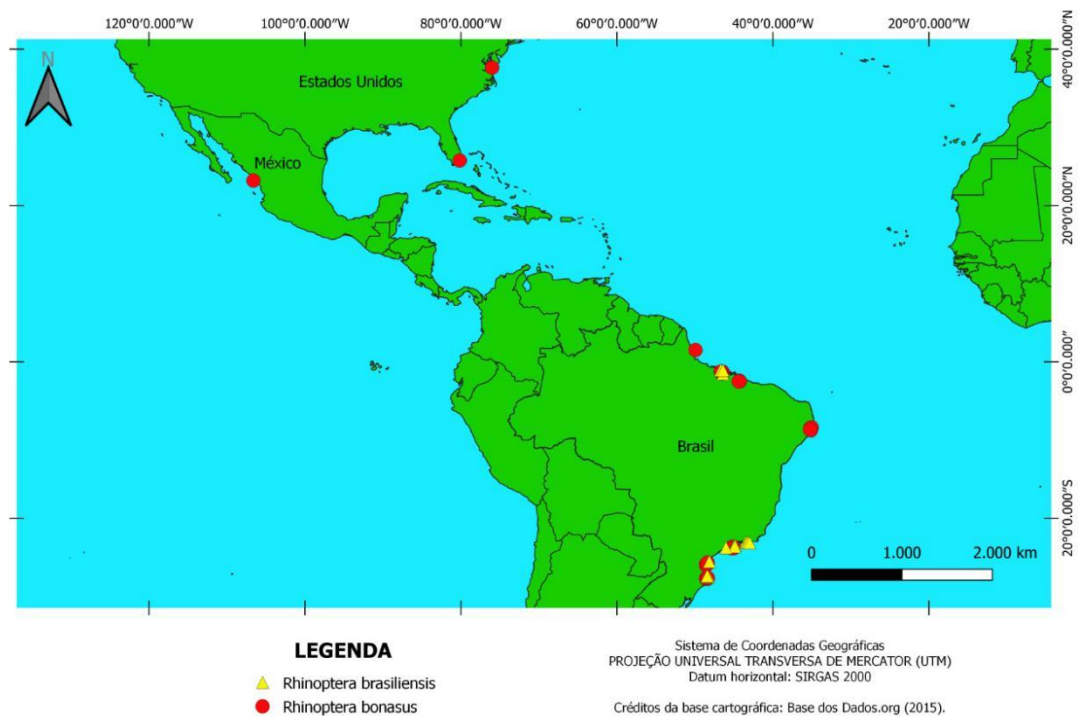 120°0'0.000"W 100°0'0.000"W 80°0'0.000"W 60°0'0.000"W 40°0'0.000"W 20°0'0.000"W
40°0'0.000"N
N
Estados Unidos
México
20°0'0.000"N
0°0'0.000"
Brasil
20°0'0.000"S
0 1.000 2.000 km
LEGENDA
Rhinoptera brasiliensis
Rhinoptera bonasus
Sistema de Coordenadas Geográficas
PROJEÇÃO UNIVERSAL TRANSVERSA DE MERCATOR (UTM)
Datum horizontal: SIRGAS 2000
Créditos da base cartográfica: Base dos Dados.org (2015).